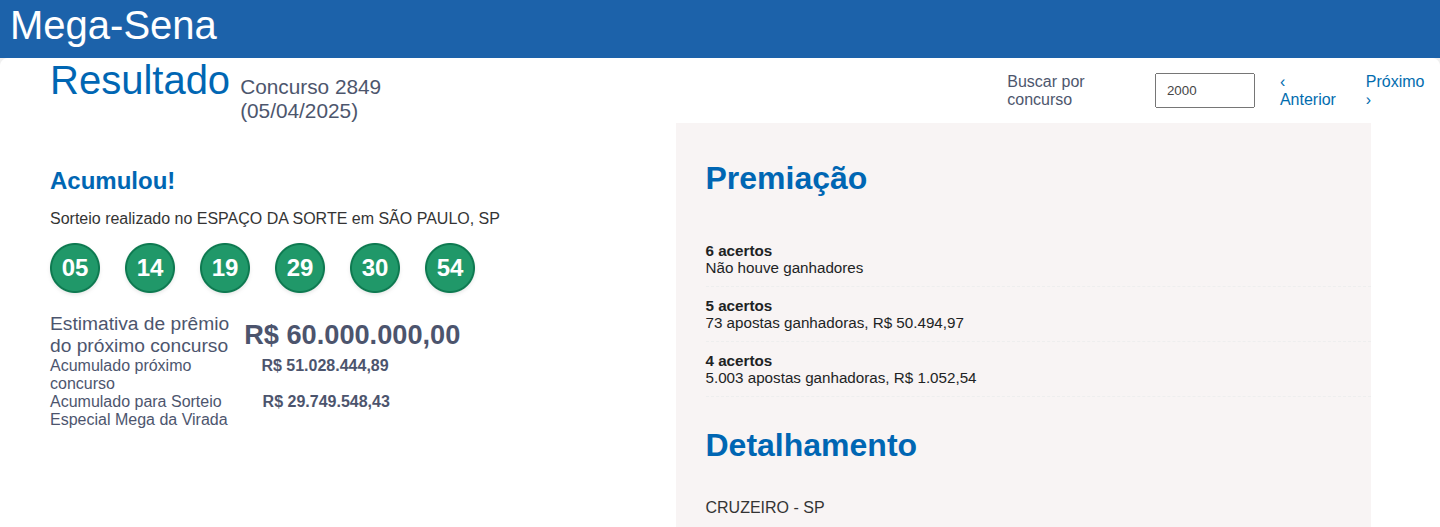 Mega-Sena
Resultado Concurso 2849
(05/04/2025)
Buscar por
concurso
2000
‹
Anterior
Próximo
›
Acumulou!
Sorteio realizado no ESPAÇO DA SORTE em SÃO PAULO, SP
05 14 19 29 30 54
Estimativa de prêmio
do próximo concurso
R$ 60.000.000,00
Acumulado próximo
concurso
R$ 51.028.444,89
Acumulado para Sorteio
Especial Mega da Virada
R$ 29.749.548,43
Premiação
6 acertos
Não houve ganhadores
5 acertos
73 apostas ganhadoras, R$ 50.494,97
4 acertos
5.003 apostas ganhadoras, R$ 1.052,54
Detalhamento
CRUZEIRO - SP